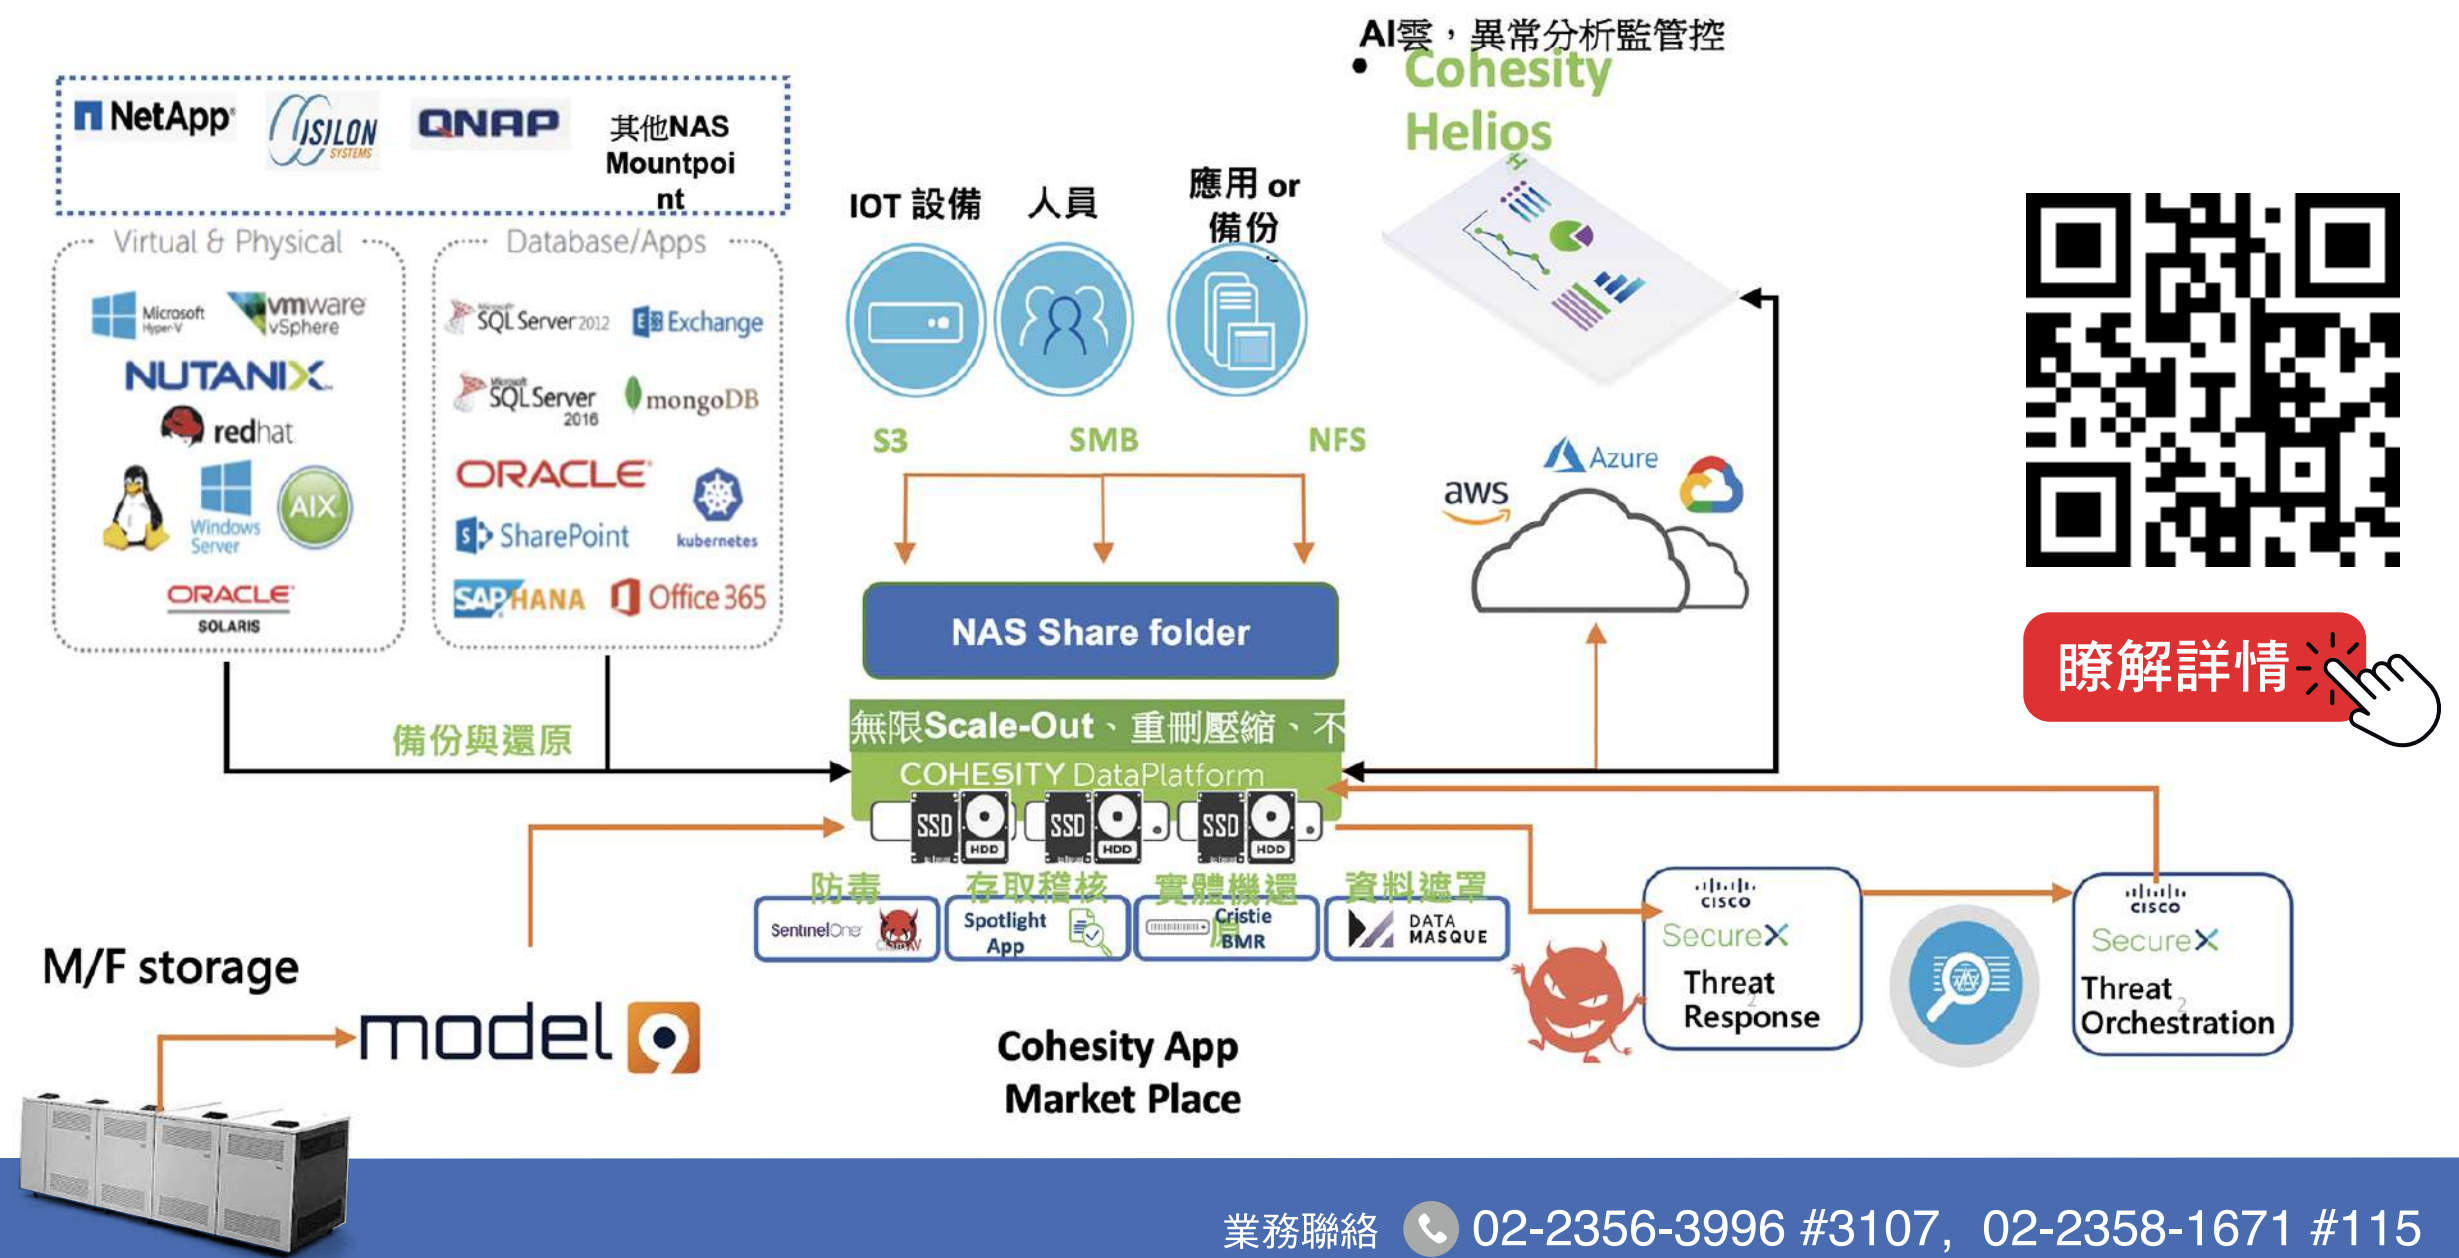 AI雲，異常分析監管控
• Cohesity
Helios
NetApp
ISILON
SYSTEMS
QNAP
其他NAS
Mountpoi
nt
Virtual & Physical
Microsoft
Hyper-V
vmware
vSphere
NUTANIX
redhat
Windows
Server
AIX
ORACLE
SOLARIS
Database/Apps
Microsoft
SQL Server 2012
Exchange
Microsoft
SQL Server
2016
mongoDB
ORACLE
kubernetes
SharePoint
SAP HANA
Office 365
IOT 設備
人員
應用 or
備份
S3
SMB
NFS
NAS Share folder
aws
Azure
瞭解詳情
備份與還原
無限Scale-Out、重刪壓縮、不
COHESITY DataPlatform
SSD
HDD
SSD
HDD
SSD
HDD
防毒
存取稽核
實體機還
原
資料遮罩
SentinelOne
ClamAV
Spotlight
App
Cristie
BMR
DATA
MASQUE
Cohesity App
Market Place
M/F storage
model 9
CISCO
SecureX
Threat
2
Response
CISCO
SecureX
Threat
2
Orchestration
業務聯絡 02-2356-3996 #3107, 02-2358-1671 #115